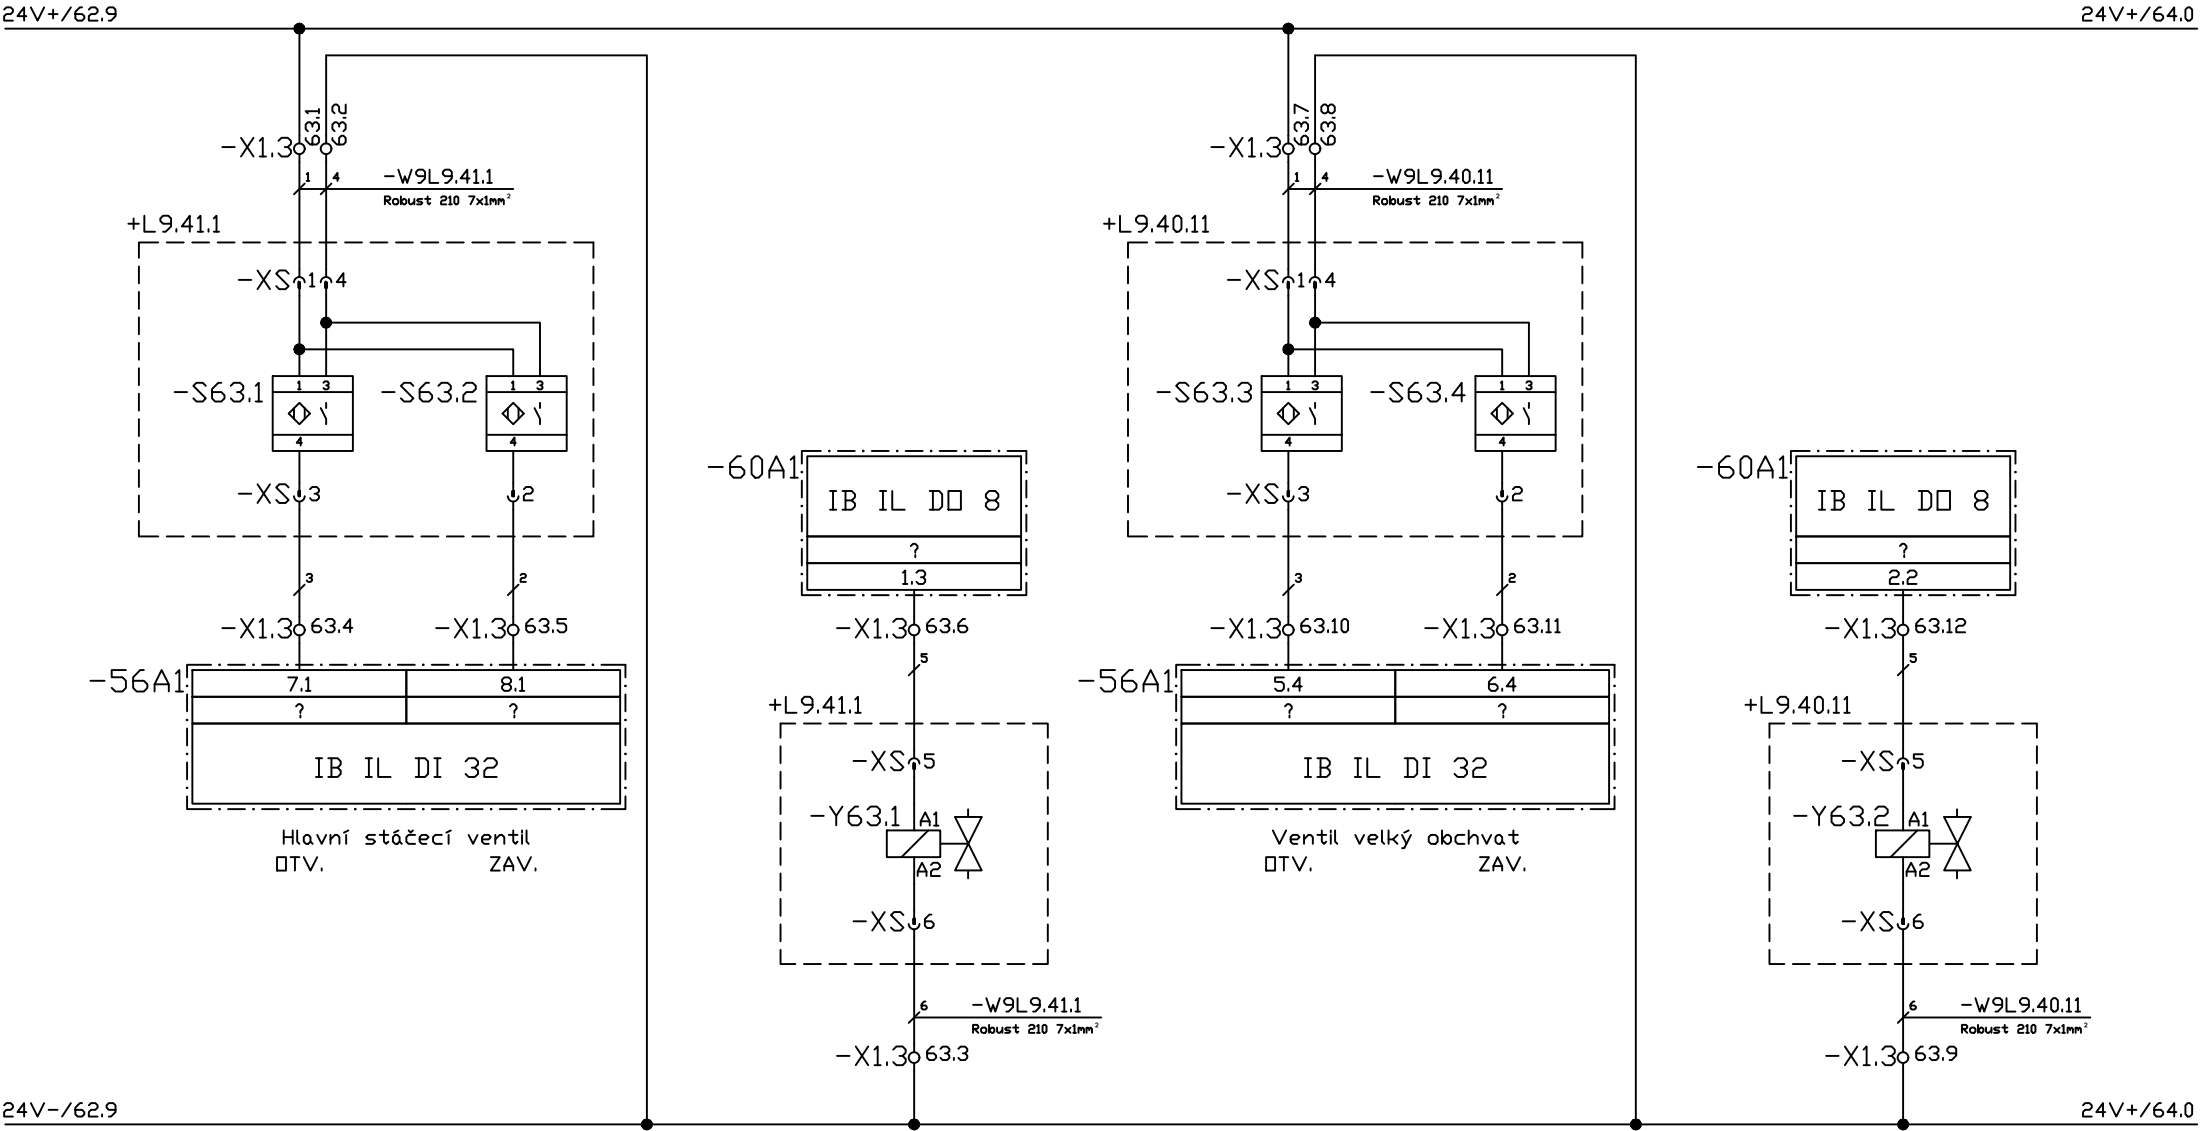 24V+/62.9
24V+/64.0
63.1
63.2
63.7
63.8
-X1.3
-X1.3
1 4
-W9L9.41.1
Robust 210 7x1mm²
1 4
-W9L9.40.11
Robust 210 7x1mm²
+L9.41.1
+L9.40.11
-XS 1 4
-XS 1 4
-S63.1
1 3
4
-S63.2
1 3
4
-S63.3
1 3
4
-S63.4
1 3
4
-XS 3
2
-XS 3
2
-60A1
IB IL DO 8
?
1.3
-60A1
IB IL DO 8
?
2.2
3
2
3
2
-X1.3 63.4
-X1.3 63.5
-X1.3 63.6
-X1.3 63.10
-X1.3 63.11
-X1.3 63.12
5
5
-56A1
7.1 8.1
? ?
IB IL DI 32
-56A1
5.4 6.4
? ?
IB IL DI 32
+L9.41.1
+L9.40.11
-XS 5
-XS 5
Hlavní stáčecí ventil
OTV. ZAV.
-Y63.1
A1
A2
Ventil velký obchvat
OTV. ZAV.
-Y63.2
A1
A2
-XS 6
-XS 6
6
-W9L9.41.1
Robust 210 7x1mm²
6
-W9L9.40.11
Robust 210 7x1mm²
-X1.3 63.3
-X1.3 63.9
24V-/62.9
24V+/64.0